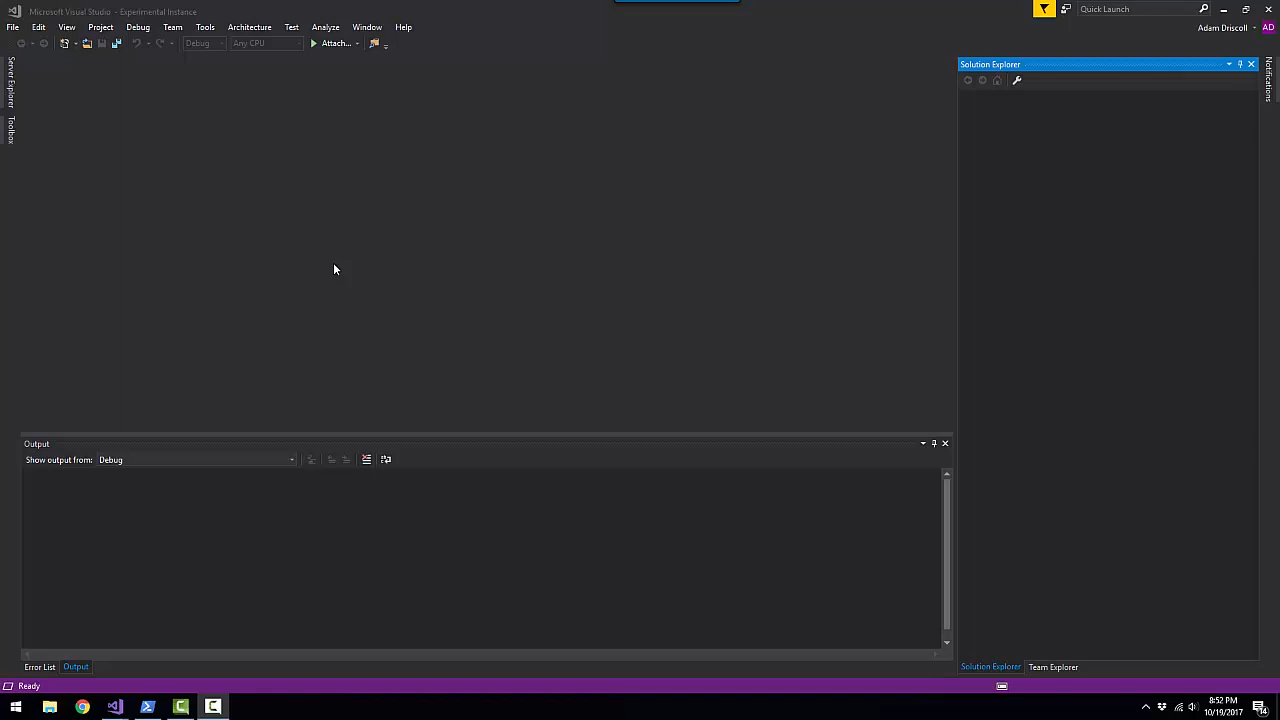 Microsoft Visual Studio - Experimental Instance
Quick Launch
File Edit View Project Debug Team Tools Architecture Test Analyze Window Help
Adam Driscoll AD
Debug Any CPU Attach...
Server Explorer
Toolbox
Solution Explorer
Notifications
Output
Show output from: Debug
Error List Output
Solution Explorer Team Explorer
Ready
8:52 PM
10/19/2017
14